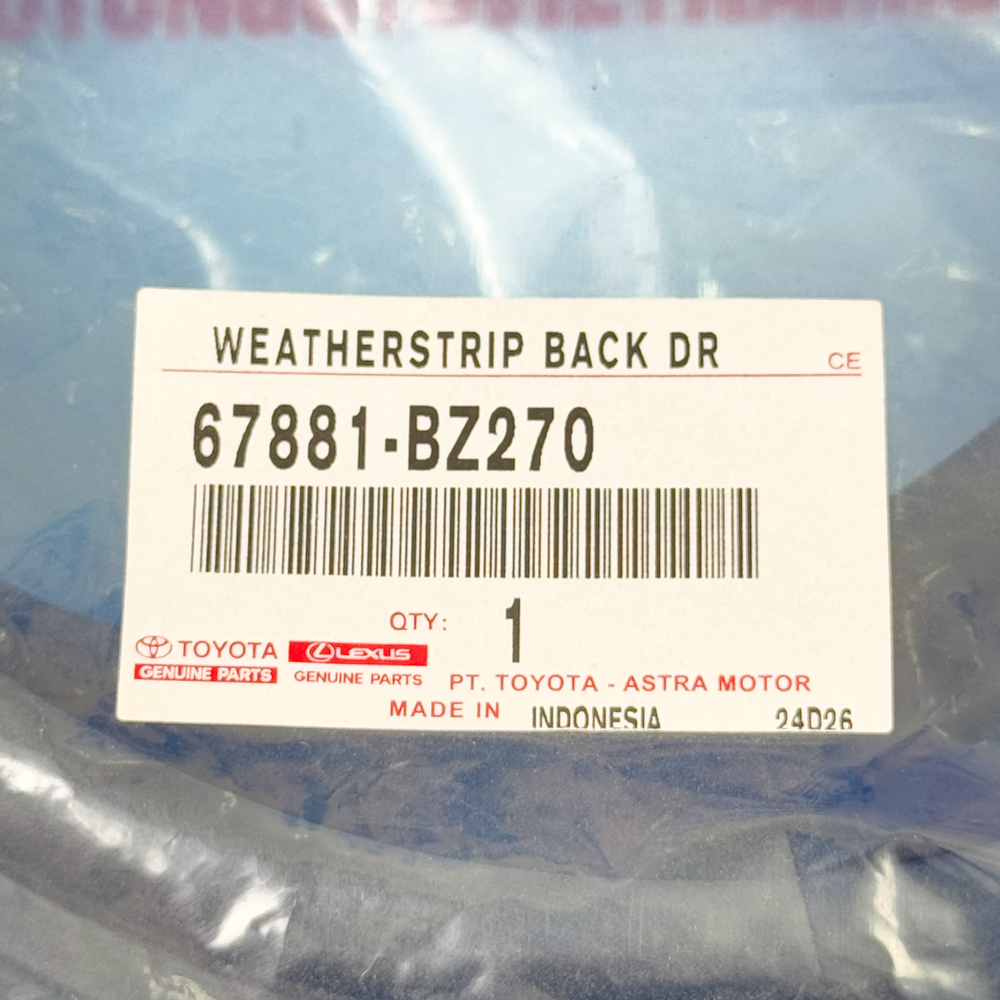 WEATHERSTRIP BACK DR
CE
67881-BZ270
QTY: 1
TOYOTA
GENUINE PARTS
LEXUS
GENUINE PARTS
PT. TOYOTA - ASTRA MOTOR
MADE IN INDONESIA
24D26